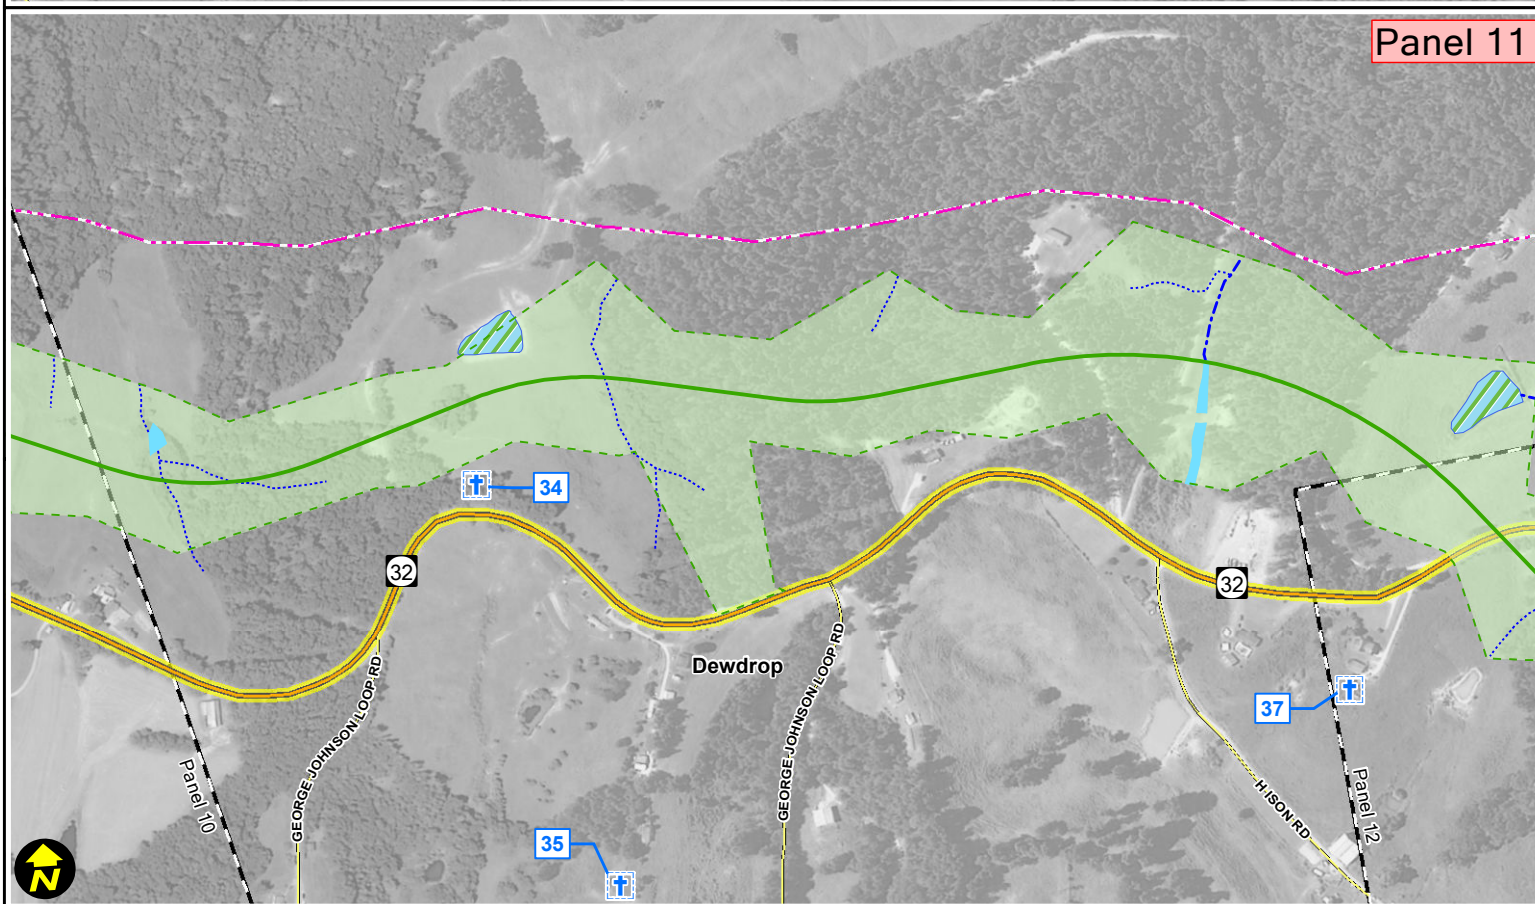 Panel 11
34
32
32
Dewdrop
GEORGE JOHNSON LOOP RD
GEORGE JOHNSON LOOP RD
37
H ISON RD
Panel 10
Panel 12
35
N